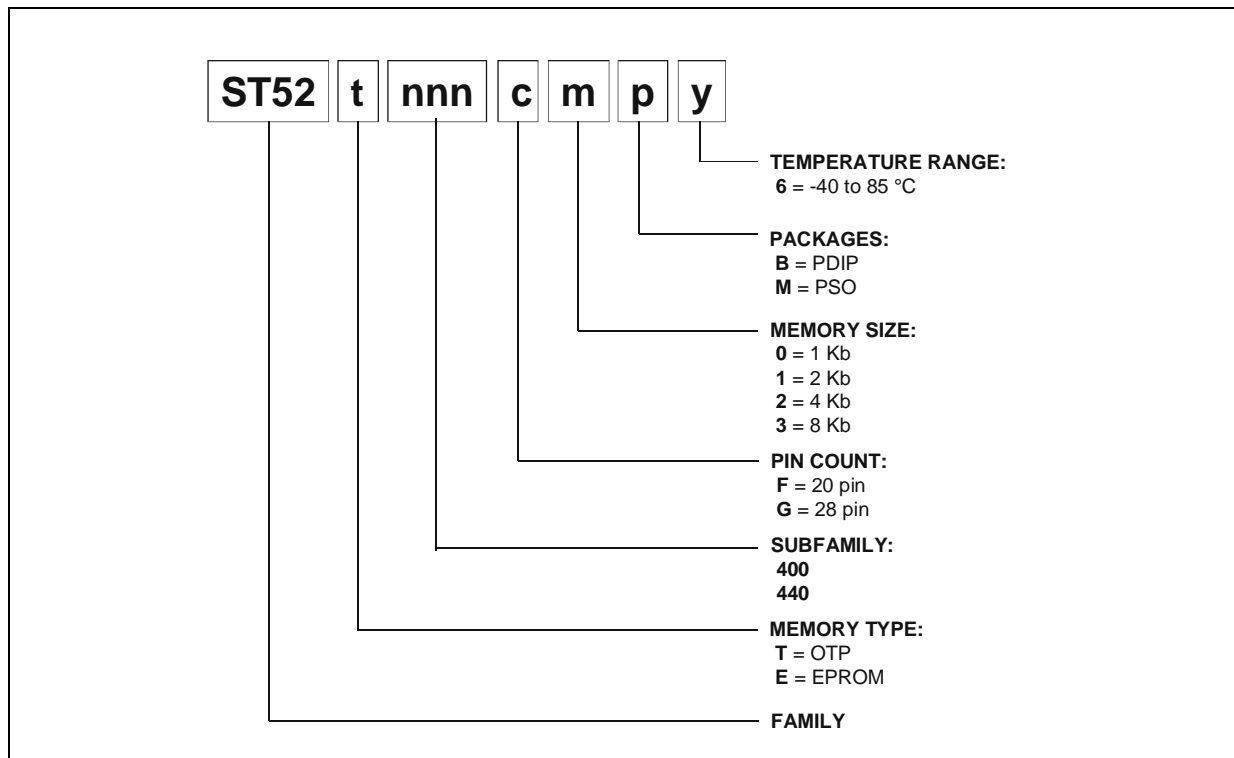 ST52 t nnn c m p y
TEMPERATURE RANGE:
6 = -40 to 85 °C
PACKAGES:
B = PDIP
M = PSO
MEMORY SIZE:
0 = 1 Kb
1 = 2 Kb
2 = 4 Kb
3 = 8 Kb
PIN COUNT:
F = 20 pin
G = 28 pin
SUBFAMILY:
400
440
MEMORY TYPE:
T = OTP
E = EPROM
FAMILY